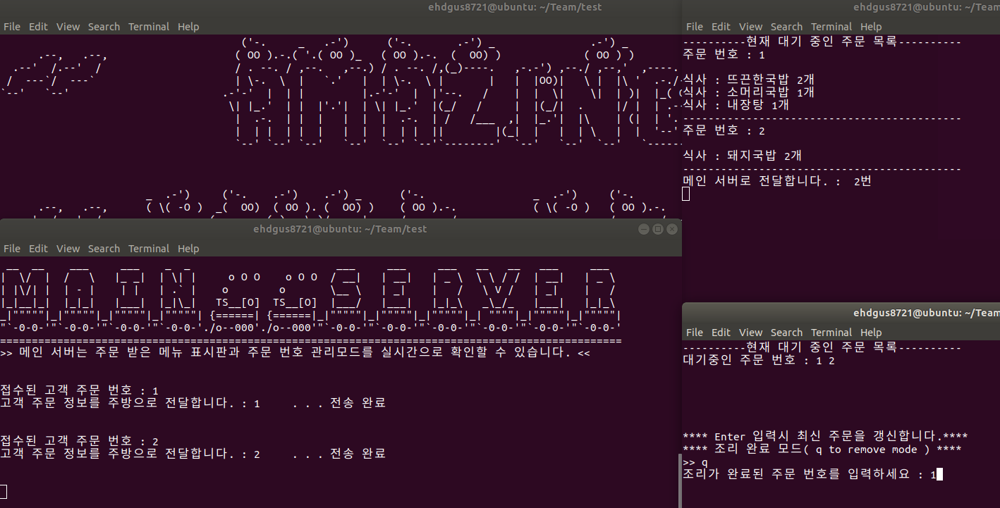 ehdgus8721@ubuntu: ~/Team/test
File Edit View Search Terminal Help
ehdgus8721@ubuntu: ~/Team/test
File Edit View Search Terminal Help
MAIN SERVER
==================================================================================================
>> 메인 서버는 주문 받은 메뉴 표시판과 주문 번호 관리모드를 실시간으로 확인할 수 있습니다. <<
접수된 고객 주문 번호 : 1
고객 주문 정보를 주방으로 전달합니다. : 1 . . . 전송 완료
접수된 고객 주문 번호 : 2
고객 주문 정보를 주방으로 전달합니다. : 2 . . . 전송 완료
ehdgus8721@ubuntu: ~/Team
File Edit View Search Terminal Help
----------현재 대기 중인 주문 목록----------
주문 번호 : 1
식사 : 뜨끈한국밥 2개
식사 : 소머리국밥 1개
식사 : 내장탕 1개
--------------------------------------------
주문 번호 : 2
식사 : 돼지국밥 2개
--------------------------------------------
메인 서버로 전달합니다. : 2번
ehdgus8721@ubuntu: ~/Team
File Edit View Search Terminal Help
----------현재 대기 중인 주문 목록----------
대기중인 주문 번호 : 1 2
**** Enter 입력시 최신 주문을 갱신합니다.****
**** 조리 완료 모드( q to remove mode ) ****
>> q
조리가 완료된 주문 번호를 입력하세요 : 1